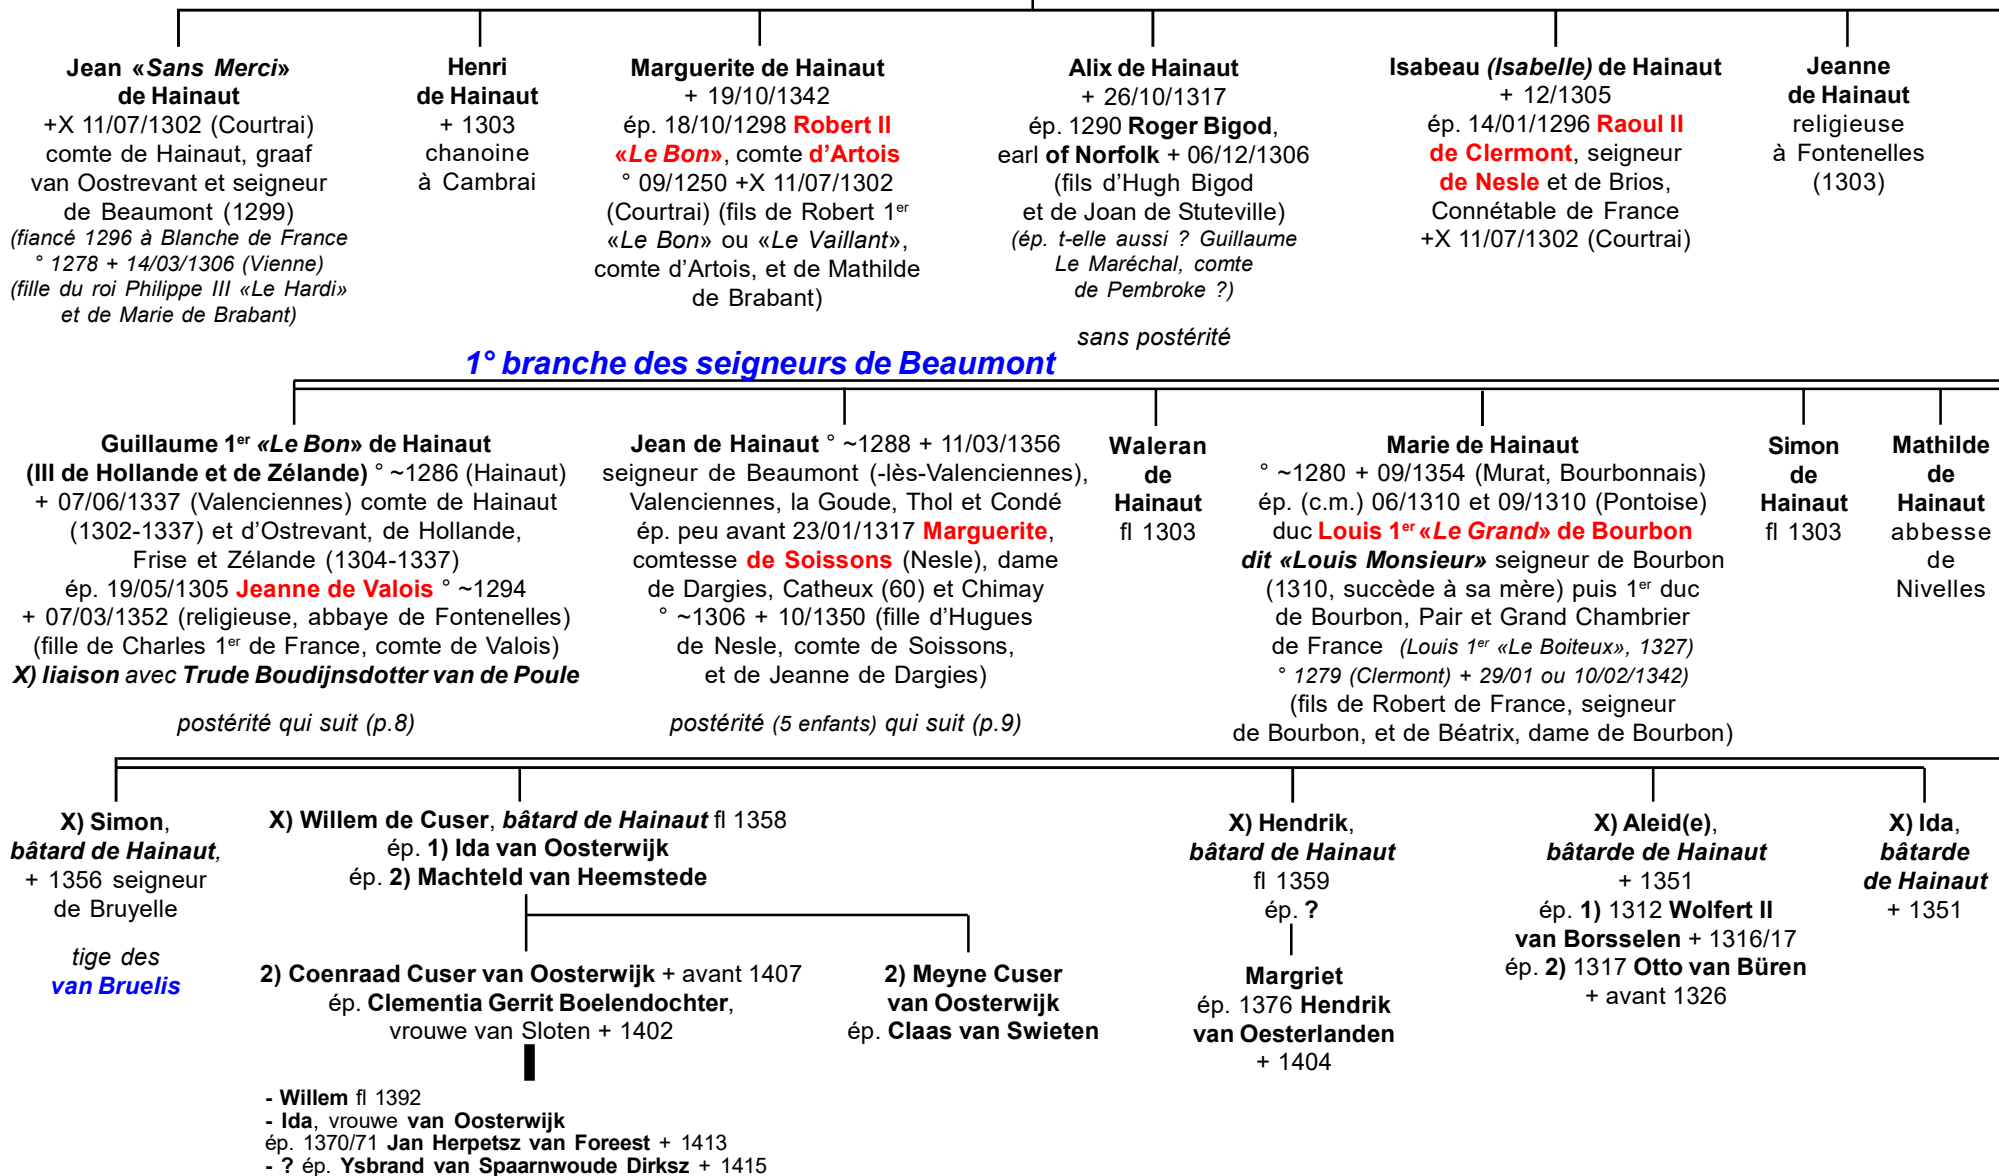 Jean «Sans Merci»
de Hainaut
+X 11/07/1302 (Courtrai)
comte de Hainaut, graaf
van Oostrevant et seigneur
de Beaumont (1299)
(fiancé 1296 à Blanche de France
° 1278 + 14/03/1306 (Vienne)
(fille du roi Philippe III «Le Hardi»
et de Marie de Brabant)
Henri
de Hainaut
+ 1303
chanoine
à Cambrai
Marguerite de Hainaut
+ 19/10/1342
ép. 18/10/1298 Robert II
«Le Bon», comte d'Artois
° 09/1250 +X 11/07/1302
(Courtrai) (fils de Robert 1er
«Le Bon» ou «Le Vaillant»,
comte d'Artois, et de Mathilde
de Brabant)
Alix de Hainaut
+ 26/10/1317
ép. 1290 Roger Bigod,
earl of Norfolk + 06/12/1306
(fils d'Hugh Bigod
et de Joan de Stuteville)
(ép. t-elle aussi ? Guillaume
Le Maréchal, comte
de Pembroke ?)
sans postérité
Isabeau (Isabelle) de Hainaut
+ 12/1305
ép. 14/01/1296 Raoul II
de Clermont, seigneur
de Nesle et de Brios,
Connétable de France
+X 11/07/1302 (Courtrai)
Jeanne
de Hainaut
religieuse
à Fontenelles
(1303)
1° branche des seigneurs de Beaumont
Guillaume 1er «Le Bon» de Hainaut
(III de Hollande et de Zélande) ° ~1286 (Hainaut)
+ 07/06/1337 (Valenciennes) comte de Hainaut
(1302-1337) et d'Ostrevant, de Hollande,
Frise et Zélande (1304-1337)
ép. 19/05/1305 Jeanne de Valois ° ~1294
+ 07/03/1352 (religieuse, abbaye de Fontenelles)
(fille de Charles 1er de France, comte de Valois)
X) liaison avec Trude Boudijnsdotter van de Poule
postérité qui suit (p.8)
Jean de Hainaut ° ~1288 + 11/03/1356
seigneur de Beaumont (-lès-Valenciennes),
Valenciennes, la Goude, Thol et Condé
ép. peu avant 23/01/1317 Marguerite,
comtesse de Soissons (Nesle), dame
de Dargies, Catheux (60) et Chimay
° ~1306 + 10/1350 (fille d'Hugues
de Nesle, comte de Soissons,
et de Jeanne de Dargies)
postérité (5 enfants) qui suit (p.9)
Waleran
de
Hainaut
fl 1303
Marie de Hainaut
° ~1280 + 09/1354 (Murat, Bourbonnais)
ép. (c.m.) 06/1310 et 09/1310 (Pontoise)
duc Louis 1er «Le Grand» de Bourbon
dit «Louis Monsieur» seigneur de Bourbon
(1310, succède à sa mère) puis 1er duc
de Bourbon, Pair et Grand Chambrier
de France (Louis 1er «Le Boiteux», 1327)
° 1279 (Clermont) + 29/01 ou 10/02/1342)
(fils de Robert de France, seigneur
de Bourbon, et de Béatrix, dame de Bourbon)
Simon
de
Hainaut
fl 1303
Mathilde
de
Hainaut
abbesse
de
Nivelles
X) Simon,
bâtard de Hainaut,
+ 1356 seigneur
de Bruyelle
tige des
van Bruelis
X) Willem de Cuser, bâtard de Hainaut fl 1358
ép. 1) Ida van Oosterwijk
ép. 2) Machteld van Heemstede
2) Coenraad Cuser van Oosterwijk + avant 1407
ép. Clementia Gerrit Boelendochter,
vrouwe van Sloten + 1402
- Willem fl 1392
- Ida, vrouwe van Oosterwijk
ép. 1370/71 Jan Herpetsz van Foreest + 1413
- ? ép. Ysbrand van Spaarnwoude Dirksz + 1415
2) Meyne Cuser
van Oosterwijk
ép. Claas van Swieten
X) Hendrik,
bâtard de Hainaut
fl 1359
ép. ?
Margriet
ép. 1376 Hendrik
van Oesterlanden
+ 1404
X) Aleid(e),
bâtarde de Hainaut
+ 1351
ép. 1) 1312 Wolfert II
van Borsselen + 1316/17
ép. 2) 1317 Otto van Büren
+ avant 1326
X) Ida,
bâtarde
de Hainaut
+ 1351